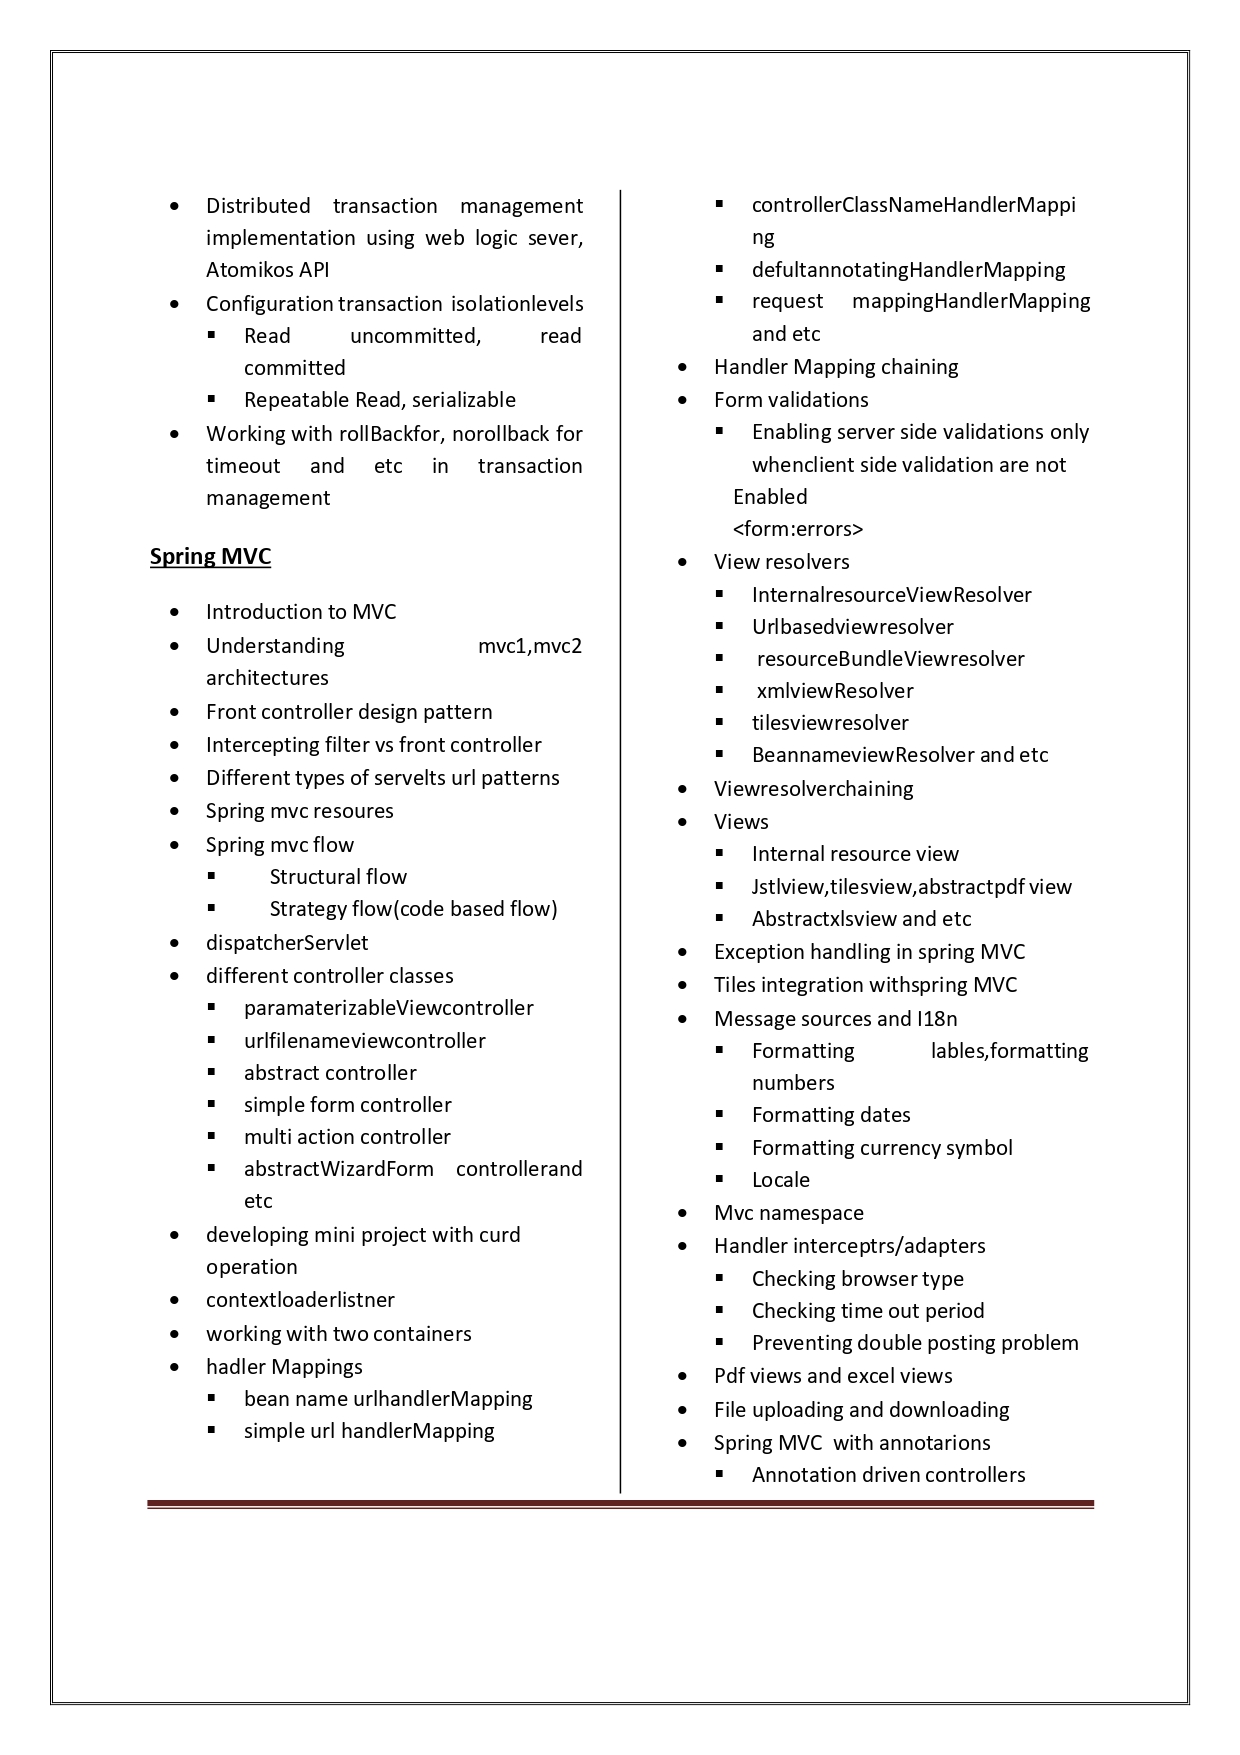 • Distributed transaction management
implementation using web logic sever,
Atomikos API
• Configuration transaction isolationlevels
▪ Read uncommitted, read
committed
▪ Repeatable Read, serializable
• Working with rollBackfor, norollback for
timeout and etc in transaction
management
Spring MVC
• Introduction to MVC
• Understanding mvc1,mvc2
architectures
• Front controller design pattern
• Intercepting filter vs front controller
• Different types of servelts url patterns
• Spring mvc resoures
• Spring mvc flow
▪ Structural flow
▪ Strategy flow(code based flow)
• dispatcherServlet
• different controller classes
▪ paramaterizableViewcontroller
▪ urlfilenameviewcontroller
▪ abstract controller
▪ simple form controller
▪ multi action controller
▪ abstractWizardForm controllerand
etc
• developing mini project with curd
operation
• contextloaderlistner
• working with two containers
• hadler Mappings
▪ bean name urlhandlerMapping
▪ simple url handlerMapping
▪ controllerClassNameHandlerMappi
ng
▪ defultannotatingHandlerMapping
▪ request mappingHandlerMapping
and etc
• Handler Mapping chaining
• Form validations
▪ Enabling server side validations only
whenclient side validation are not
Enabled
<form:errors>
• View resolvers
▪ InternalresourceViewResolver
▪ Urlbasedviewresolver
▪ resourceBundleViewresolver
▪ xmlviewResolver
▪ tilesviewresolver
▪ BeannameviewResolver and etc
• Viewresolverchaining
• Views
▪ Internal resource view
▪ Jstlview,tilesview,abstractpdf view
▪ Abstractxlsview and etc
• Exception handling in spring MVC
• Tiles integration withspring MVC
• Message sources and I18n
▪ Formatting lables,formatting
numbers
▪ Formatting dates
▪ Formatting currency symbol
▪ Locale
• Mvc namespace
• Handler interceptrs/adapters
▪ Checking browser type
▪ Checking time out period
▪ Preventing double posting problem
• Pdf views and excel views
• File uploading and downloading
• Spring MVC with annotarions
▪ Annotation driven controllers